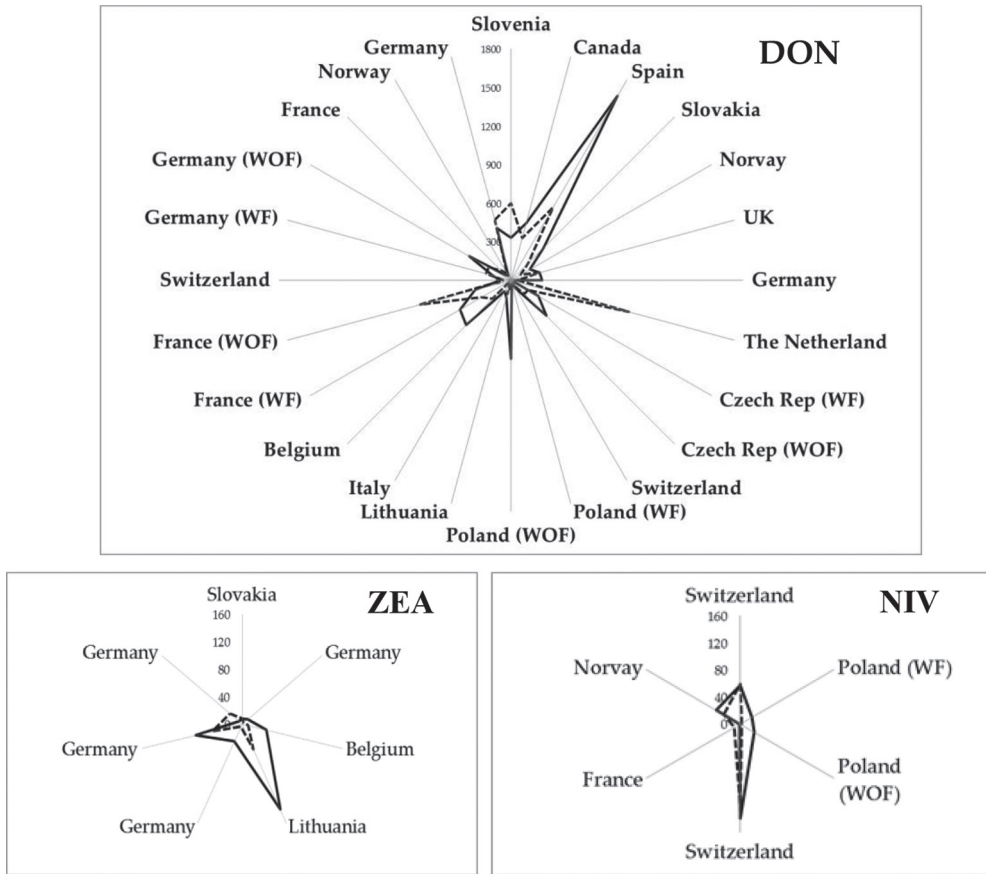 Slovenia
1800
Germany
Canada
DON
Norway
Spain
1500
France
1200
Slovakia
Germany (WOF)
900
Norvay
Germany (WF)
600
UK
300
Switzerland
Germany
France (WOF)
The Netherland
France (WF)
Czech Rep (WF)
Belgium
Czech Rep (WOF)
Italy
Switzerland
Lithuania
Poland (WF)
Poland (WOF)
Slovakia
ZEA
160
120
Germany
Germany
80
40
0
Germany
Belgium
Germany
Lithuania
Switzerland
NIV
160
120
Norvay
Poland (WF)
80
40
0
France
Poland
(WOF)
Switzerland